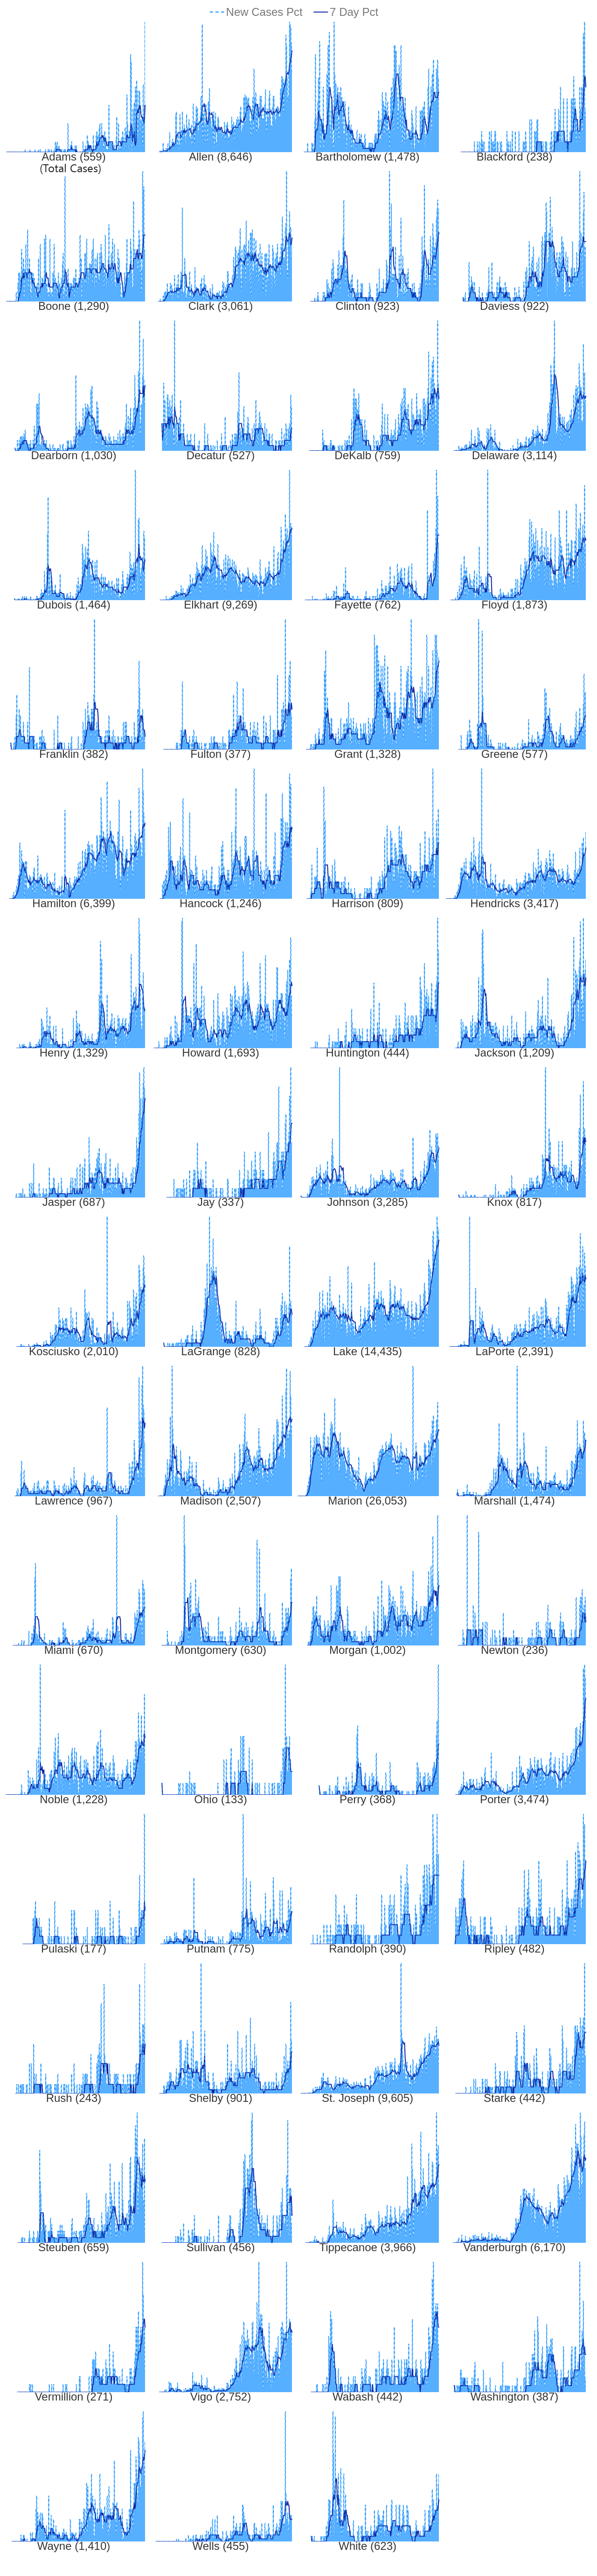 New Cases Pct 7 Day Pct
Adams (559) Allen (8,646) Bartholomew (1,478) Blackford (238)
(Total Cases)
Boone (1,290) Clark (3,061) Clinton (923) Daviess (922)
Dearborn (1,030) Decatur (527) DeKalb (759) Delaware (3,114)
Dubois (1,464) Elkhart (9,269) Fayette (762) Floyd (1,873)
Franklin (382) Fulton (377) Grant (1,328) Greene (577)
Hamilton (6,399) Hancock (1,246) Harrison (809) Hendricks (3,417)
Henry (1,329) Howard (1,693) Huntington (444) Jackson (1,209)
Jasper (687) Jay (337) Johnson (3,285) Knox (817)
Kosciusko (2,010) LaGrange (828) Lake (14,435) LaPorte (2,391)
Lawrence (967) Madison (2,507) Marion (26,053) Marshall (1,474)
Miami (670) Montgomery (630) Morgan (1,002) Newton (236)
Noble (1,228) Ohio (133) Perry (368) Porter (3,474)
Pulaski (177) Putnam (775) Randolph (390) Ripley (482)
Rush (243) Shelby (901) St. Joseph (9,605) Starke (442)
Steuben (659) Sullivan (456) Tippecanoe (3,966) Vanderburgh (6,170)
Vermillion (271) Vigo (2,752) Wabash (442) Washington (387)
Wayne (1,410) Wells (455) White (623)